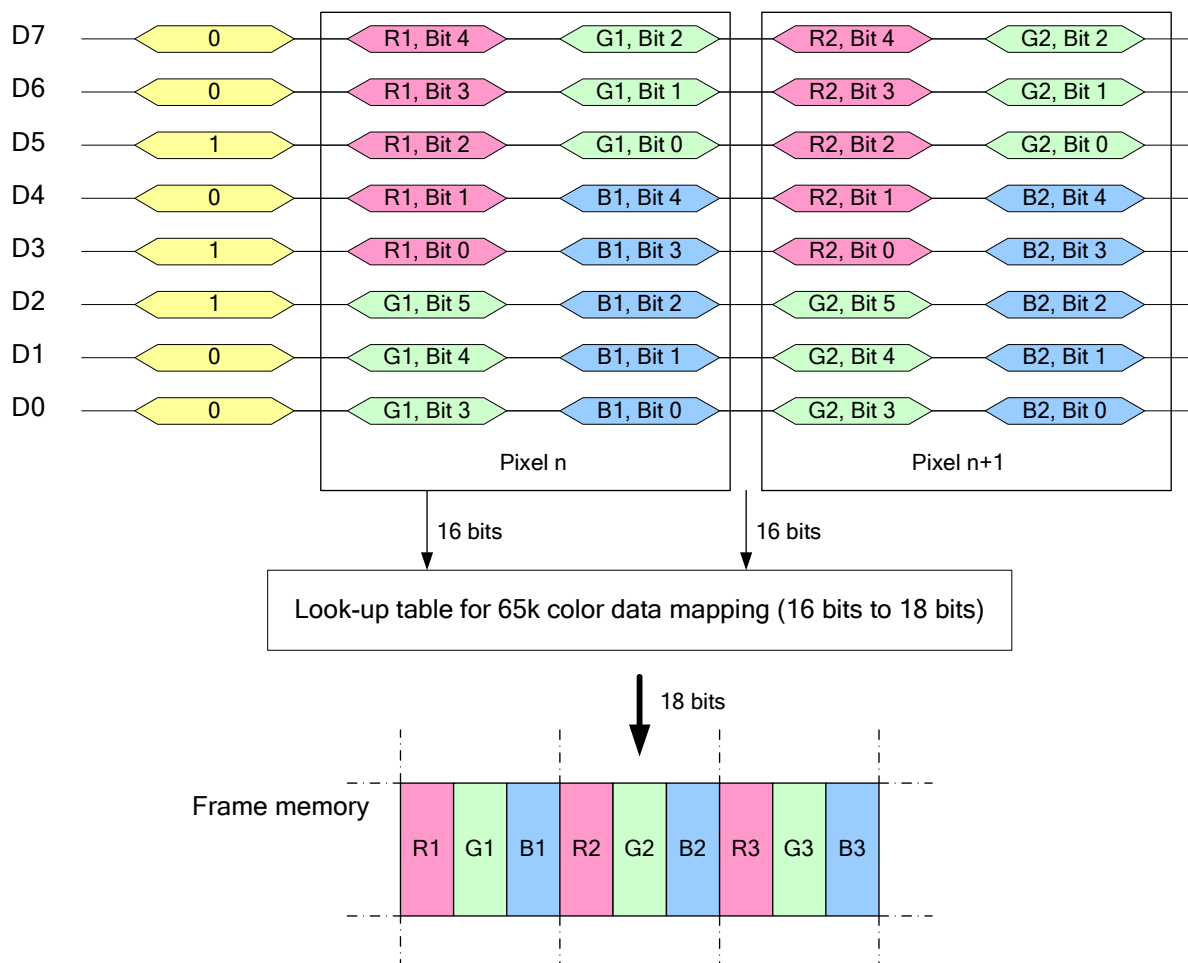 D7 0 R1, Bit 4 G1, Bit 2 R2, Bit 4 G2, Bit 2
D6 0 R1, Bit 3 G1, Bit 1 R2, Bit 3 G2, Bit 1
D5 1 R1, Bit 2 G1, Bit 0 R2, Bit 2 G2, Bit 0
D4 0 R1, Bit 1 B1, Bit 4 R2, Bit 1 B2, Bit 4
D3 1 R1, Bit 0 B1, Bit 3 R2, Bit 0 B2, Bit 3
D2 1 G1, Bit 5 B1, Bit 2 G2, Bit 5 B2, Bit 2
D1 0 G1, Bit 4 B1, Bit 1 G2, Bit 4 B2, Bit 1
D0 0 G1, Bit 3 B1, Bit 0 G2, Bit 3 B2, Bit 0
Pixel n Pixel n+1
16 bits 16 bits
Look-up table for 65k color data mapping (16 bits to 18 bits)
18 bits
Frame memory
R1 G1 B1 R2 G2 B2 R3 G3 B3